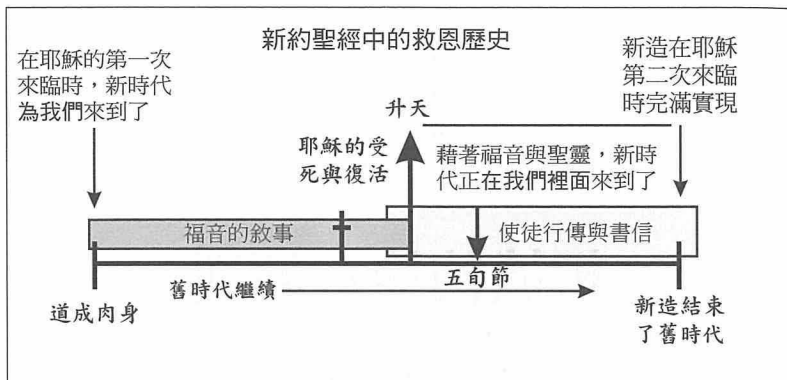 新約聖經中的救恩歷史
在耶穌的第一次
來臨時，新時代
為我們來到了
新造在耶穌
第二次來臨
時完滿實現
升天
耶穌的受
死與復活
藉著福音與聖靈，新時
代正在我們裡面來到了
福音的敘事
使徒行傳與書信
舊時代繼續
五旬節
道成肉身
新造結束
了舊時代